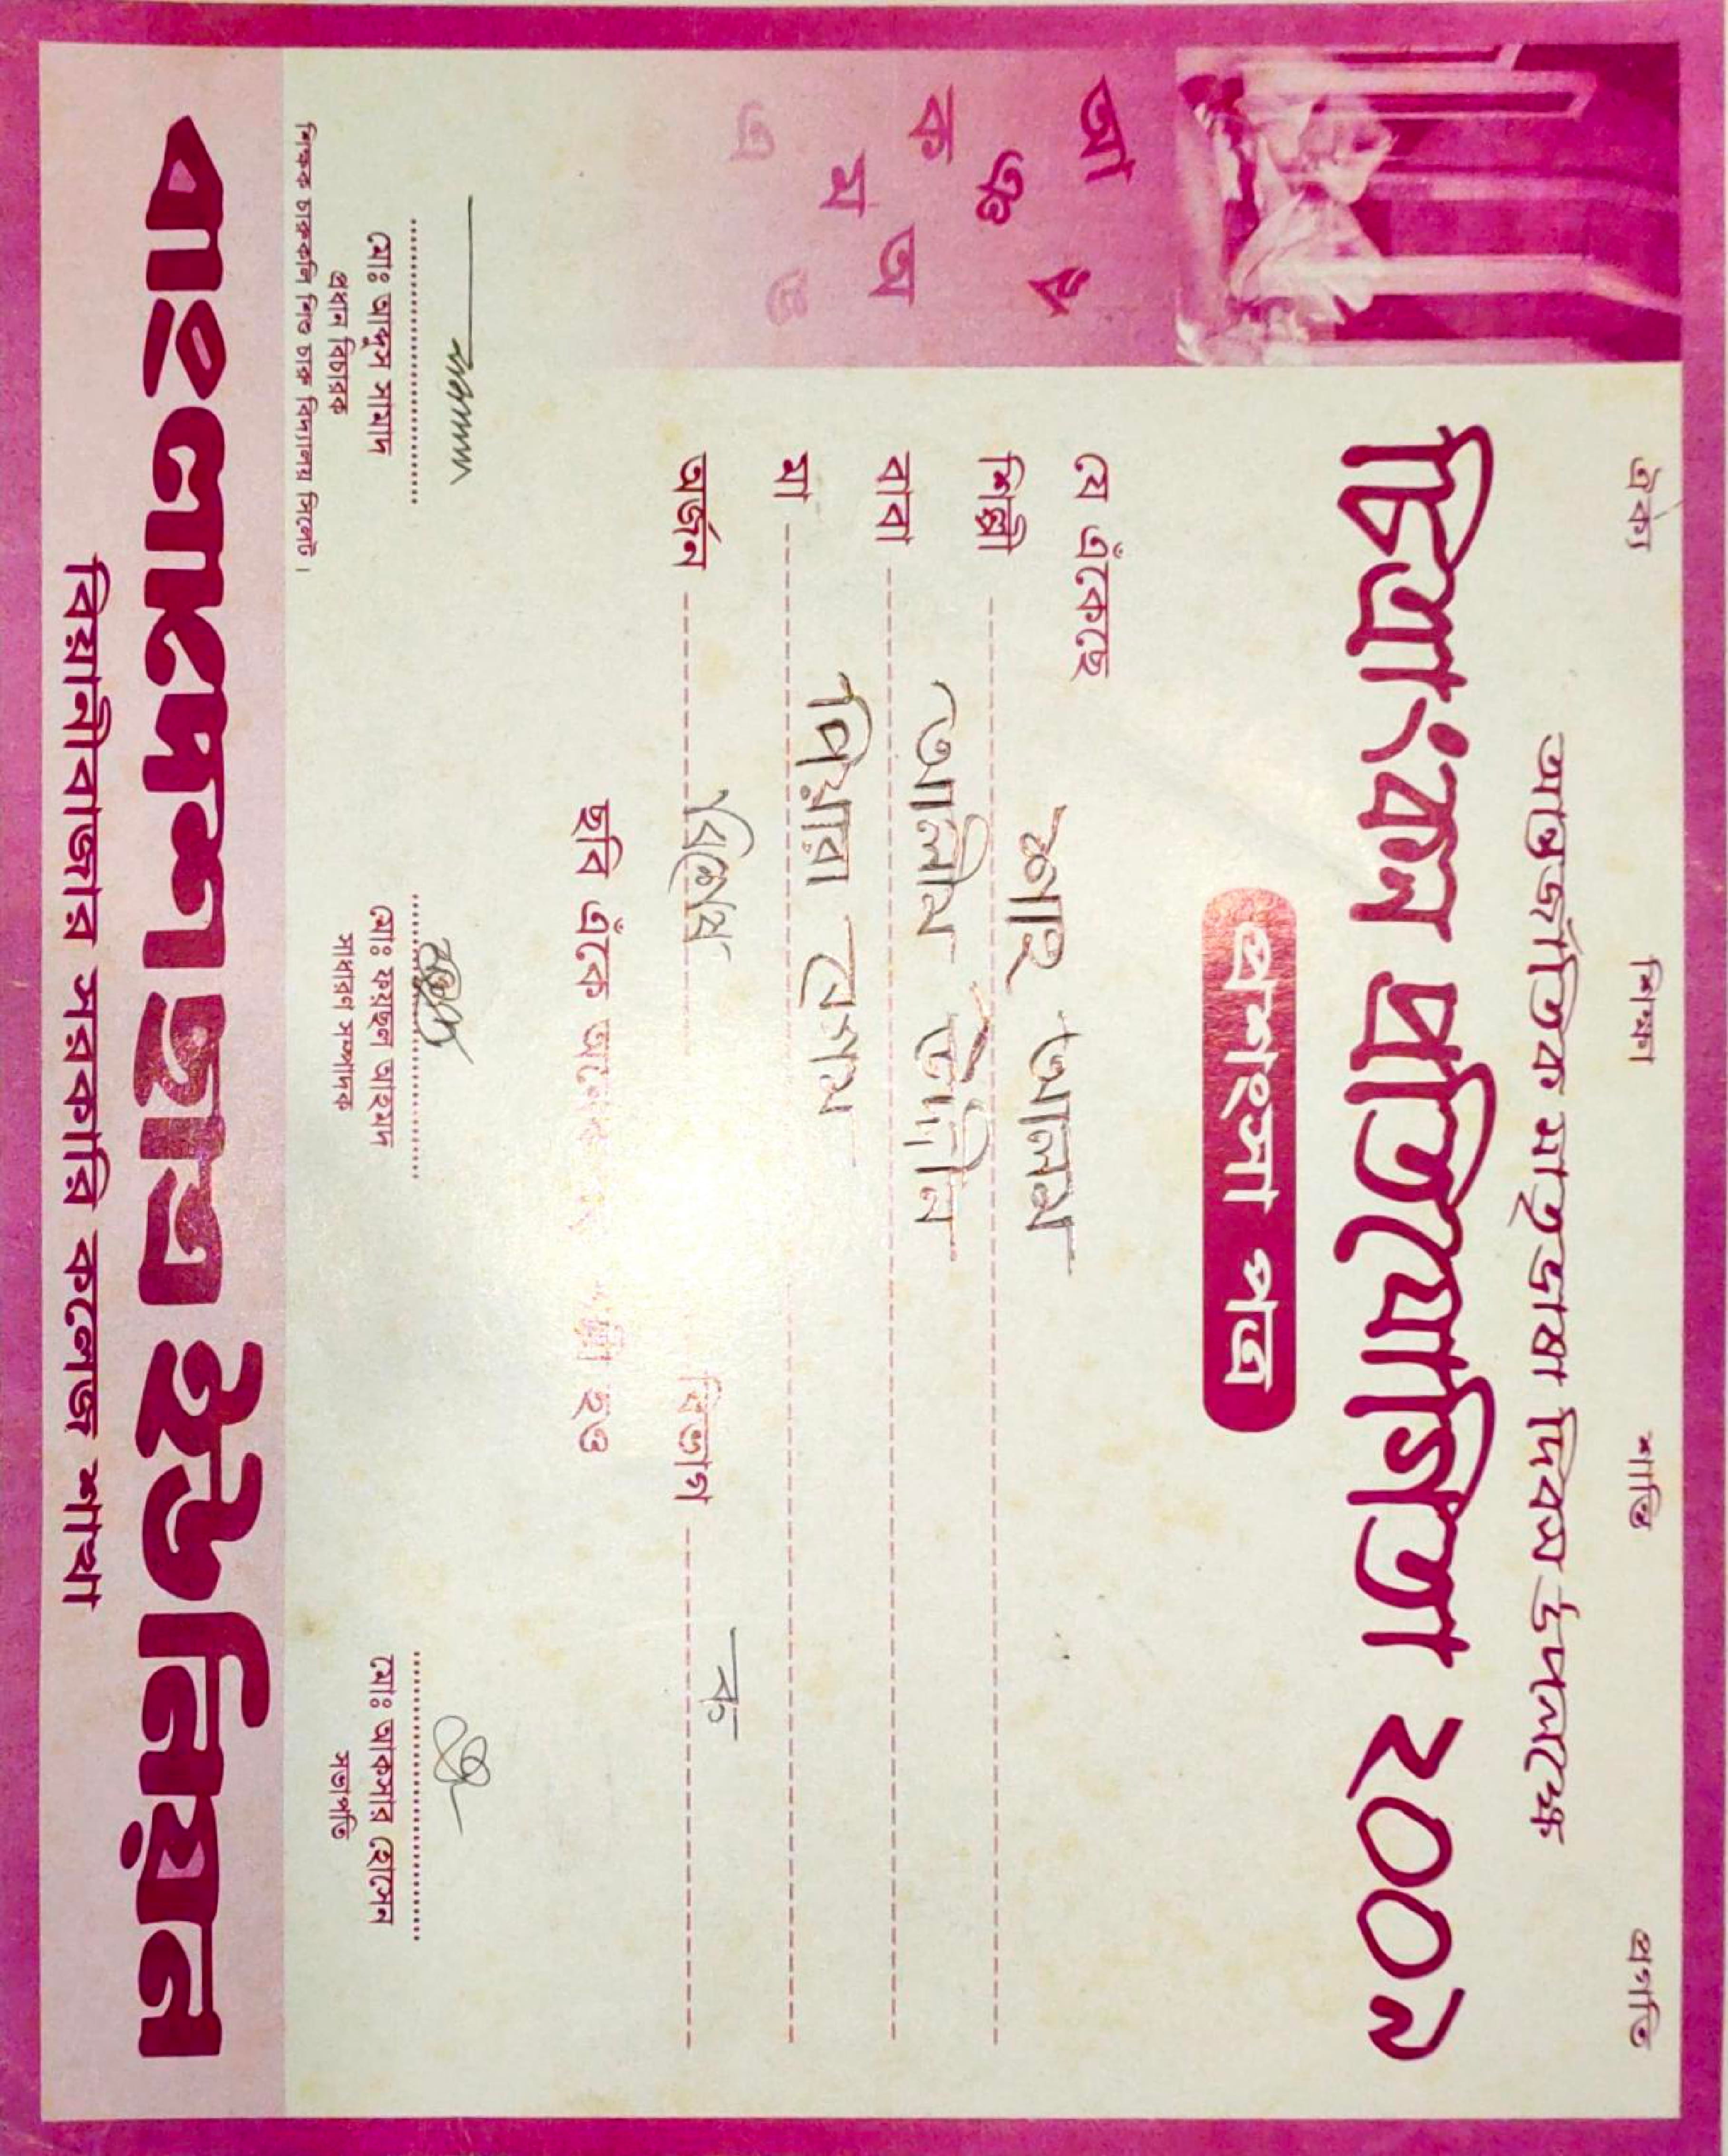 ঐক্য শিক্ষা শান্তি প্রগতি
আন্তর্জাতিক মাতৃভাষা দিবস উপলক্ষে
চিত্রাংকন প্রতিযোগিতা ২০০৯
প্রশংসা পত্র
যে এঁকেছে
শিল্পী শাহ আলম
বাবা আলীম উদ্দীন
মা পিয়ারা বেগম
অর্জন বিশেষ বিভাগ ক
ছবি এঁকে অনেক হও
আ
ঞ
ক
অ
ম
ঙ
এ
মোঃ আব্দুস সামাদ মোঃ ফয়ছল আহমদ মোঃ আকসার হোসেন
প্রধান বিচারক সাধারণ সম্পাদক সভাপতি
শিক্ষক চারুকলি শিশু চারু বিদ্যালয় সিলেট।
বাংলাদেশ ছাত্র ইউনিয়ন
বিয়ানীবাজার সরকারি কলেজ শাখা